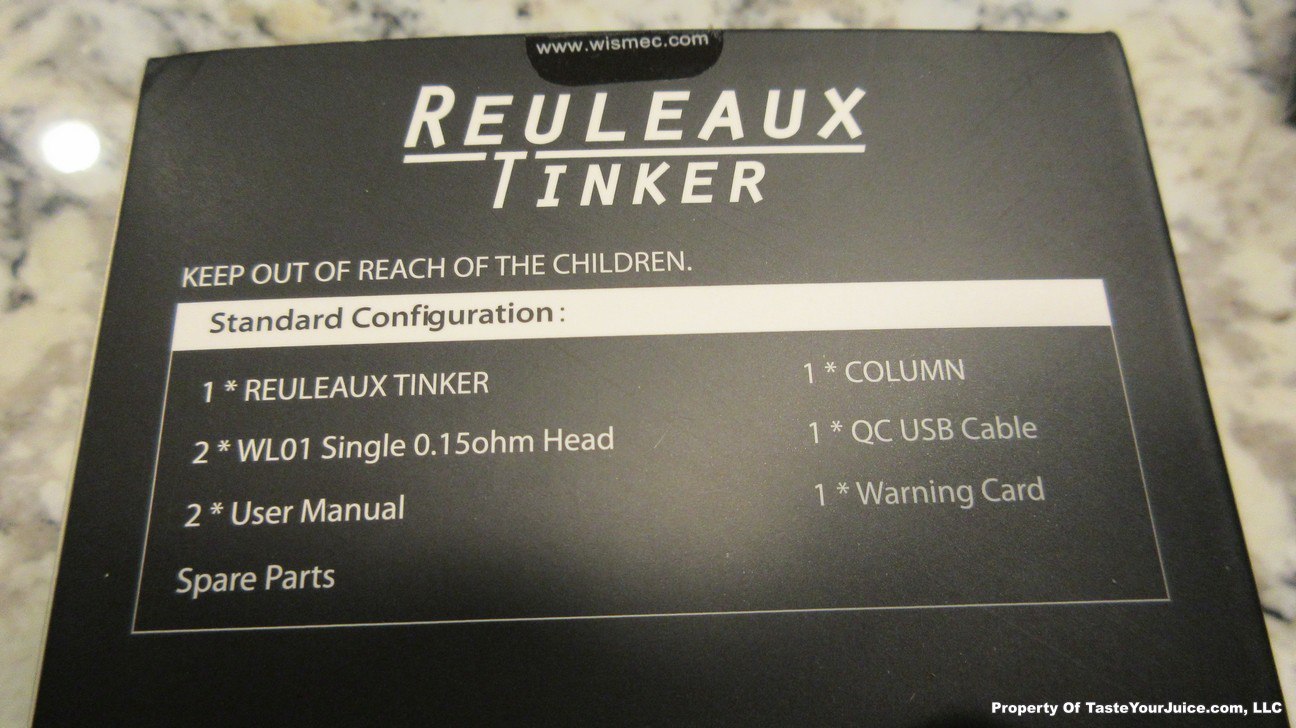 www.wismec.com
REULEAUX
TINKER
KEEP OUT OF REACH OF THE CHILDREN.
Standard Configuration:
1 * REULEAUX TINKER
2 * WL01 Single 0.15ohm Head
2 * User Manual
Spare Parts
1 * COLUMN
1 * QC USB Cable
1 * Warning Card
Property Of TasteYourJuice.com, LLC